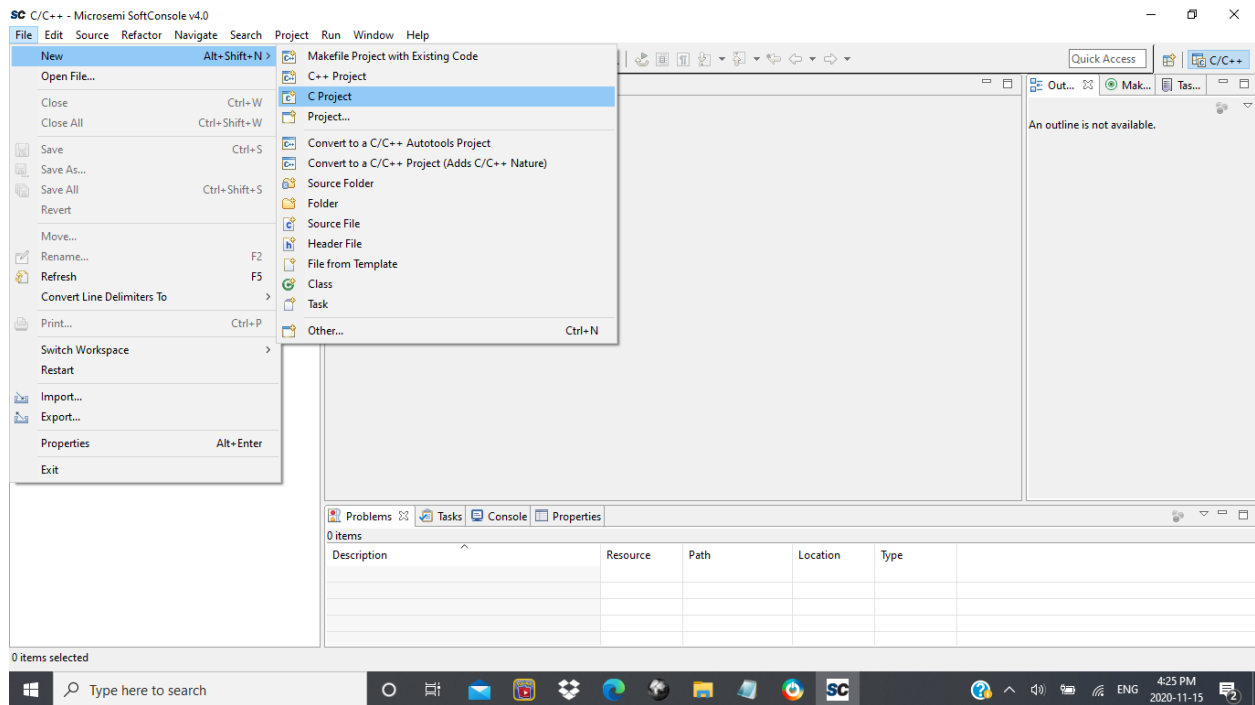 SC C/C++ - Microsemi SoftConsole v4.0
File Edit Source Refactor Navigate Search Project Run Window Help
New Alt+Shift+N >
Open File...
Close Ctrl+W
Close All Ctrl+Shift+W
Save Ctrl+S
Save As...
Save All Ctrl+Shift+S
Revert
Move...
Rename... F2
Refresh F5
Convert Line Delimiters To >
Print... Ctrl+P
Switch Workspace >
Restart
Import...
Export...
Properties Alt+Enter
Exit
Makefile Project with Existing Code
C++ Project
C Project
Project...
Convert to a C/C++ Autotools Project
Convert to a C/C++ Project (Adds C/C++ Nature)
Source Folder
Folder
Source File
Header File
File from Template
Class
Task
Other... Ctrl+N
Quick Access C/C++
Out... Mak... Tas...
An outline is not available.
Problems Tasks Console Properties
0 items
Description Resource Path Location Type
0 items selected
Type here to search SC ENG 4:25 PM
2020-11-15 2